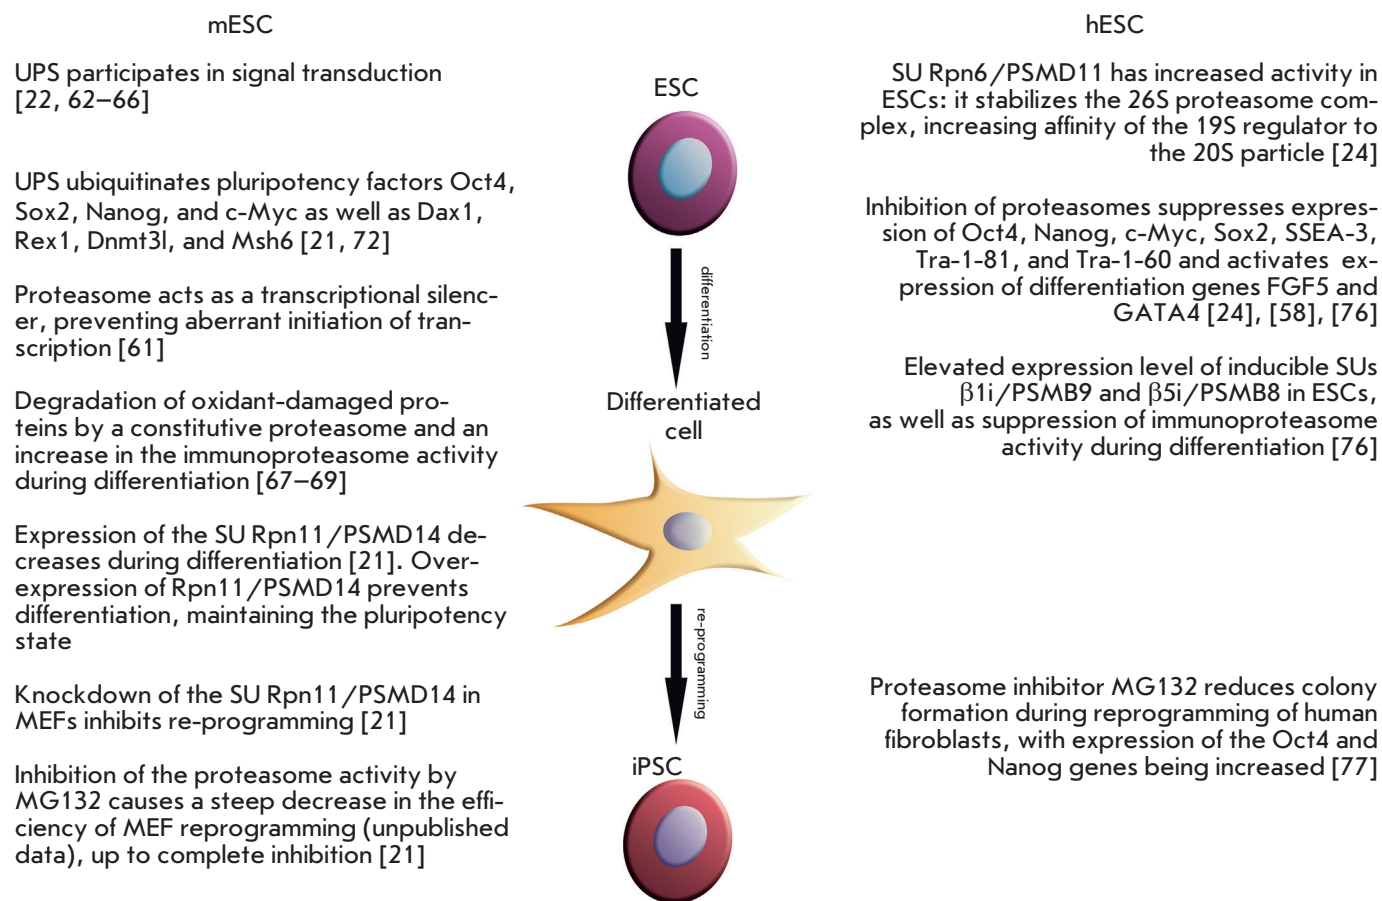 mESC
UPS participates in signal transduction
[22, 62–66]
UPS ubiquitinates pluripotency factors Oct4,
Sox2, Nanog, and c-Myc as well as Dax1,
Rex1, Dnmt3l, and Msh6 [21, 72]
Proteasome acts as a transcriptional silenc-
er, preventing aberrant initiation of tran-
scription [61]
Degradation of oxidant-damaged pro-
teins by a constitutive proteasome and an
increase in the immunoproteasome activity
during differentiation [67–69]
Expression of the SU Rpn11/PSMD14 de-
creases during differentiation [21]. Over-
expression of Rpn11/PSMD14 prevents
differentiation, maintaining the pluripotency
state
Knockdown of the SU Rpn11/PSMD14 in
MEFs inhibits re-programming [21]
Inhibition of the proteasome activity by
MG132 causes a steep decrease in the effi-
ciency of MEF reprogramming (unpublished
data), up to complete inhibition [21]
ESC
differentiation
Differentiated
cell
re-programming
iPSC
hESC
SU Rpn6/PSMD11 has increased activity in
ESCs: it stabilizes the 26S proteasome com-
plex, increasing affinity of the 19S regulator to
the 20S particle [24]
Inhibition of proteasomes suppresses expres-
sion of Oct4, Nanog, c-Myc, Sox2, SSEA-3,
Tra-1-81, and Tra-1-60 and activates ex-
pression of differentiation genes FGF5 and
GATA4 [24], [58], [76]
Elevated expression level of inducible SUs
β1i/PSMB9 and β5i/PSMB8 in ESCs,
as well as suppression of immunoproteasome
activity during differentiation [76]
Proteasome inhibitor MG132 reduces colony
formation during reprogramming of human
fibroblasts, with expression of the Oct4 and
Nanog genes being increased [77]